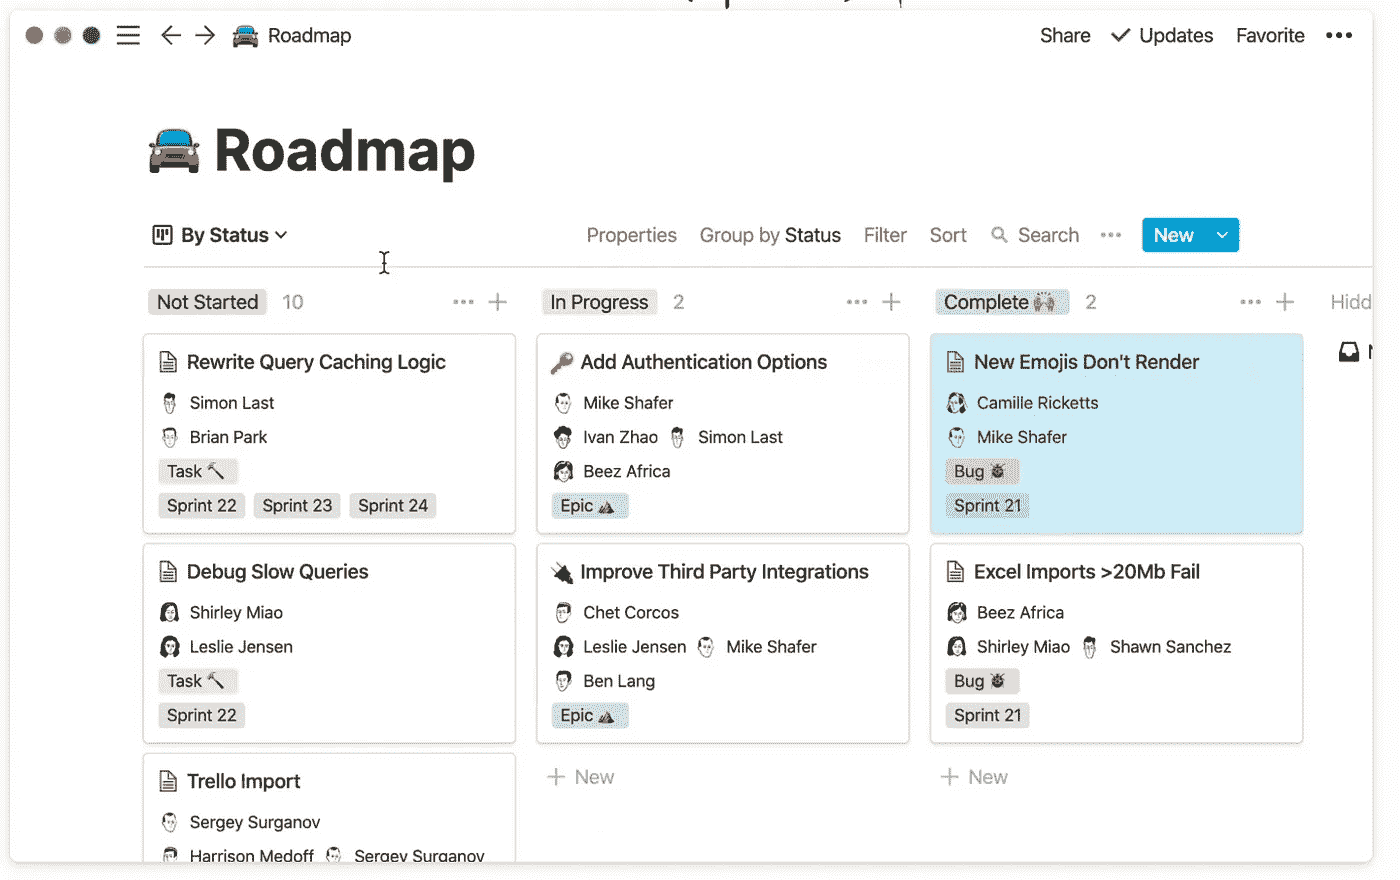 Roadmap
Share Updates Favorite
Roadmap
By Status
Properties Group by Status Filter Sort Search New
Not Started 10
Rewrite Query Caching Logic
Simon Last
Brian Park
Task
Sprint 22 Sprint 23 Sprint 24
Debug Slow Queries
Shirley Miao
Leslie Jensen
Task
Sprint 22
Trello Import
Sergey Surganov
Harrison Medoff Sergey Surganov
In Progress 2
Add Authentication Options
Mike Shafer
Ivan Zhao Simon Last
Beez Africa
Epic
Improve Third Party Integrations
Chet Corcos
Leslie Jensen Mike Shafer
Ben Lang
Epic
New
Complete 2
New Emojis Don't Render
Camille Ricketts
Mike Shafer
Bug
Sprint 21
Excel Imports >20Mb Fail
Beez Africa
Shirley Miao Shawn Sanchez
Bug
Sprint 21
New
Hidd